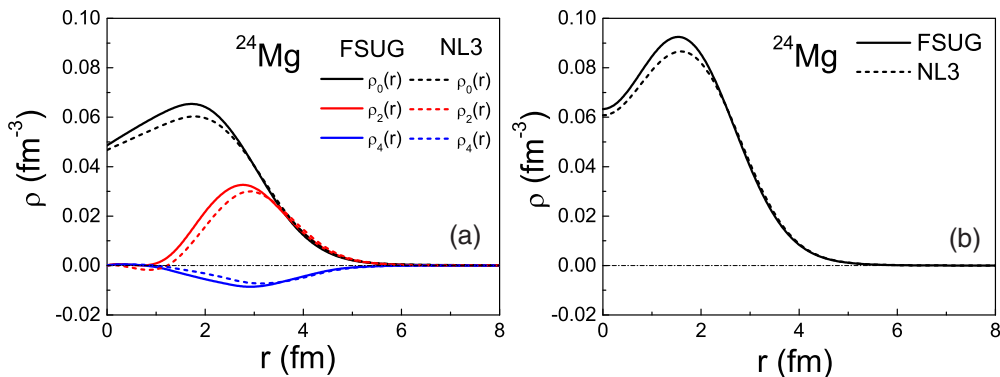 ²⁴Mg FSUG NL3
ρ₀(r) ρ₀(r)
ρ₂(r) ρ₂(r)
ρ₄(r) ρ₄(r)
(a)
0.10
0.08
0.06
0.04
0.02
0.00
-0.02
ρ (fm⁻³)
0 2 4 6 8
r (fm)
²⁴Mg
FSUG
NL3
(b)
0.10
0.08
0.06
0.04
0.02
0.00
-0.02
ρ (fm⁻³)
0 2 4 6 8
r (fm)